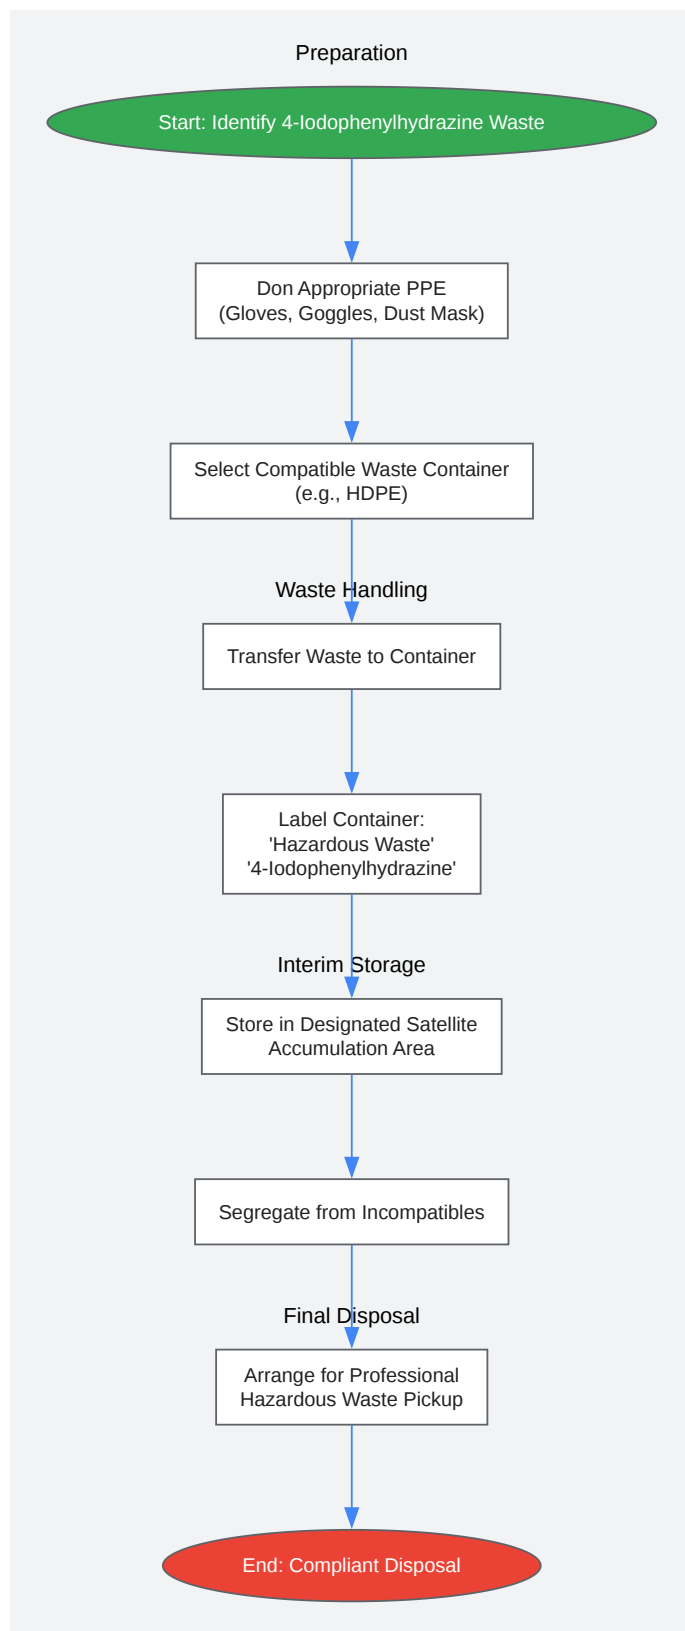 Preparation
Start: Identify 4-Iodophenylhydrazine Waste
Don Appropriate PPE
(Gloves, Goggles, Dust Mask)
Select Compatible Waste Container
(e.g., HDPE)
Waste Handling
Transfer Waste to Container
Label Container:
'Hazardous Waste'
'4-Iodophenylhydrazine'
Interim Storage
Store in Designated Satellite
Accumulation Area
Segregate from Incompatibles
Final Disposal
Arrange for Professional
Hazardous Waste Pickup
End: Compliant Disposal